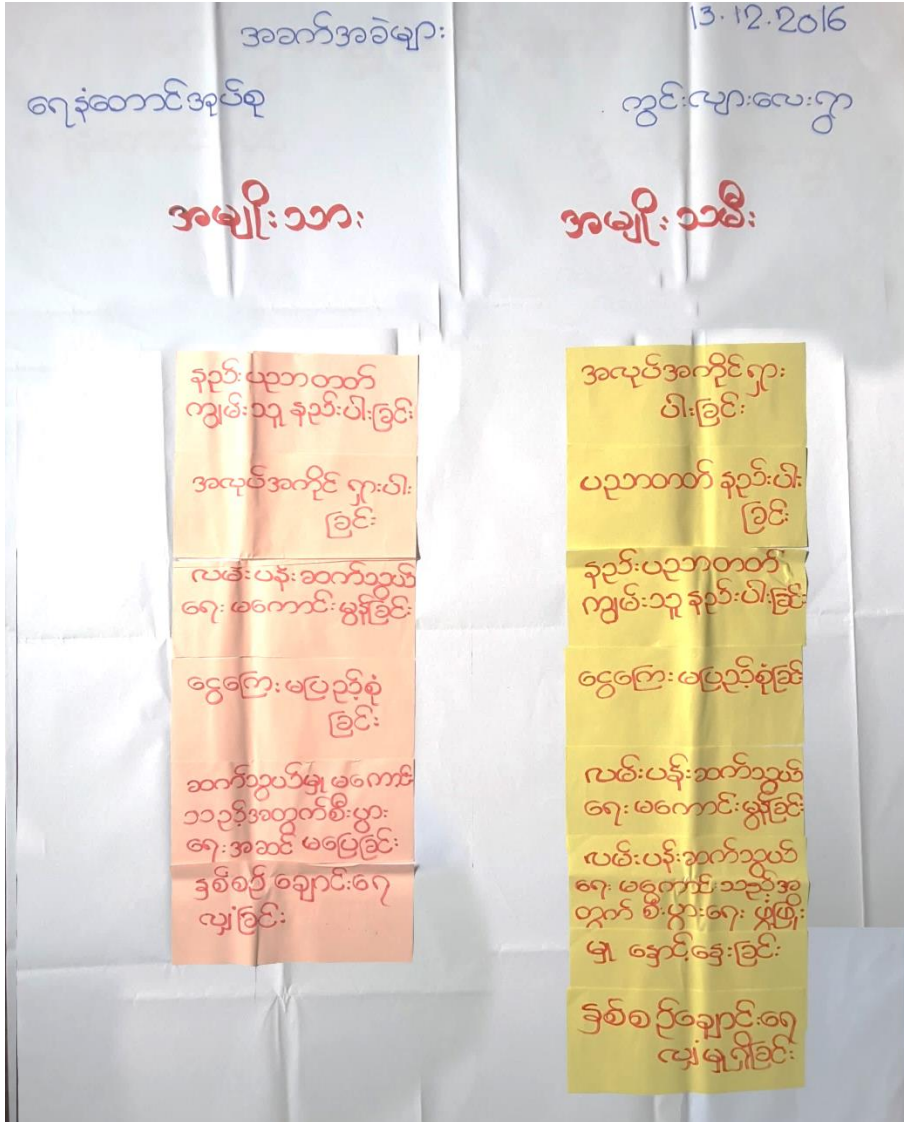 အခက်အခဲများ
13.12.2016
ရေနံတောင်အုပ်စု
ကွင်းလျားလေးရွာ
အမျိုးသား
အမျိုးသမီး
နည်းပညာတတ်
ကျွမ်းသူ နည်းပါးခြင်း
အလုပ်အကိုင် ရှားပါး
ခြင်း
လမ်းပန်းဆက်သွယ်
ရေး မကောင်းမွန်ခြင်း
ငွေကြေး မပြည့်စုံ
ခြင်း
ဆက်သွယ်မှု မကောင်း
သည့်အတွက်စီးပွား
ရေး အဆင် မပြေခြင်း
နှစ်စဉ် ချောင်းရေ
လျှံခြင်း
အလုပ်အကိုင် ရှား
ပါးခြင်း
ပညာတတ် နည်းပါး
ခြင်း
နည်းပညာတတ်
ကျွမ်းသူ နည်းပါးခြင်း
ငွေကြေး မပြည့်စုံခြင်
လမ်းပန်းဆက်သွယ်
ရေး မကောင်းမွန်ခြင်း
လမ်းပန်းဆက်သွယ်
ရေး မကောင်းသည့်အ
တွက် စီးပွားရေး ဖွံ့ဖြိုး
မှု နှောင့်နှေးခြင်း
နှစ်စဉ်ချောင်းရေ
လျှံမှုရှိခြင်း